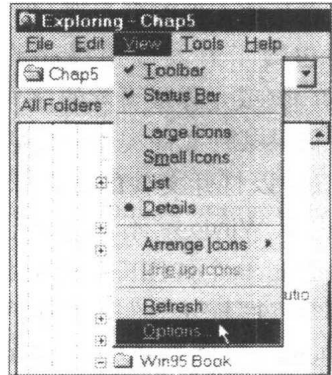 Exploring - Chap5
File Edit View Tools Help
Chap5
All Folders
Toolbar
Status Bar
Large Icons
Small Icons
List
Details
Arrange Icons
Line up Icons
Refresh
Options...
Win95 Book